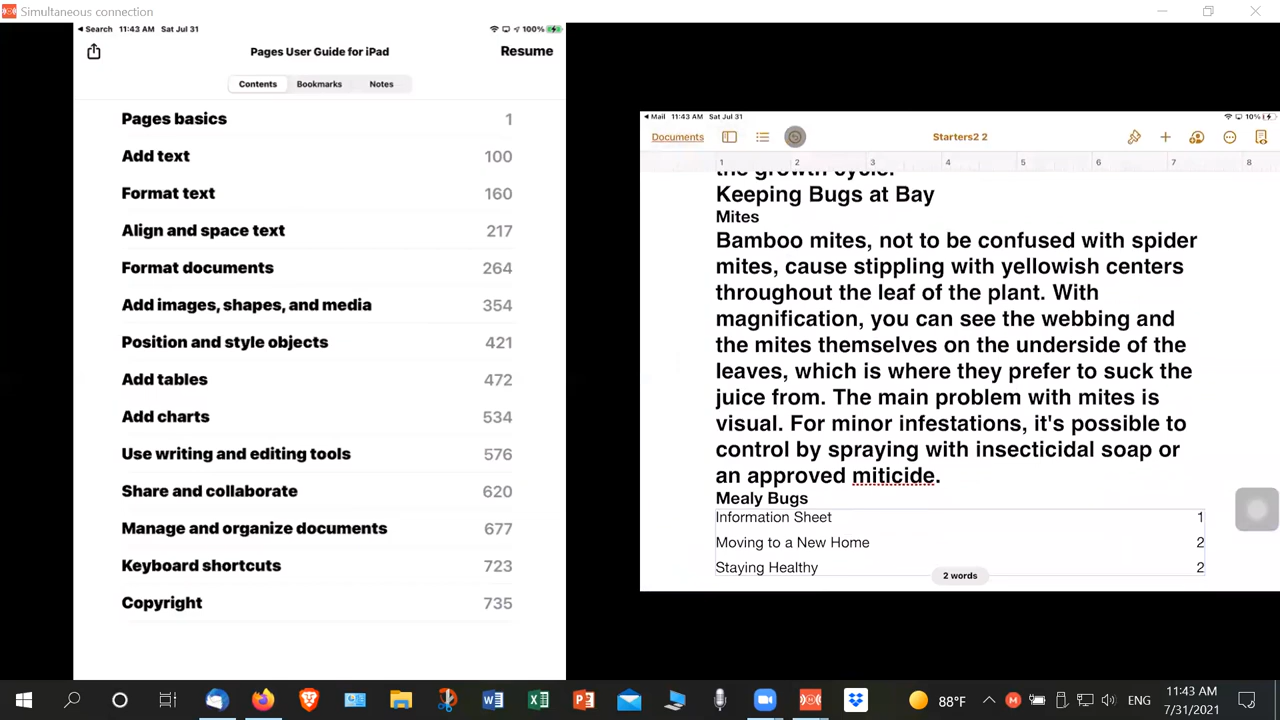 Simultaneous connection
Search 11:43 AM Sat Jul 31 100%
Pages User Guide for iPad Resume
Contents Bookmarks Notes
Pages basics 1
Add text 100
Format text 160
Align and space text 217
Format documents 264
Add images, shapes, and media 354
Position and style objects 421
Add tables 472
Add charts 534
Use writing and editing tools 576
Share and collaborate 620
Manage and organize documents 677
Keyboard shortcuts 723
Copyright 735
Mail 11:43 AM Sat Jul 31 10%
Documents Starters2 2
1 2 3 4 5 6 7 8
the growth cycle.
Keeping Bugs at Bay
Mites
Bamboo mites, not to be confused with spider
mites, cause stippling with yellowish centers
throughout the leaf of the plant. With
magnification, you can see the webbing and
the mites themselves on the underside of the
leaves, which is where they prefer to suck the
juice from. The main problem with mites is
visual. For minor infestations, it's possible to
control by spraying with insecticidal soap or
an approved miticide.
Mealy Bugs
Information Sheet 1
Moving to a New Home 2
Staying Healthy 2
2 words
88°F ENG 11:43 AM
7/31/2021